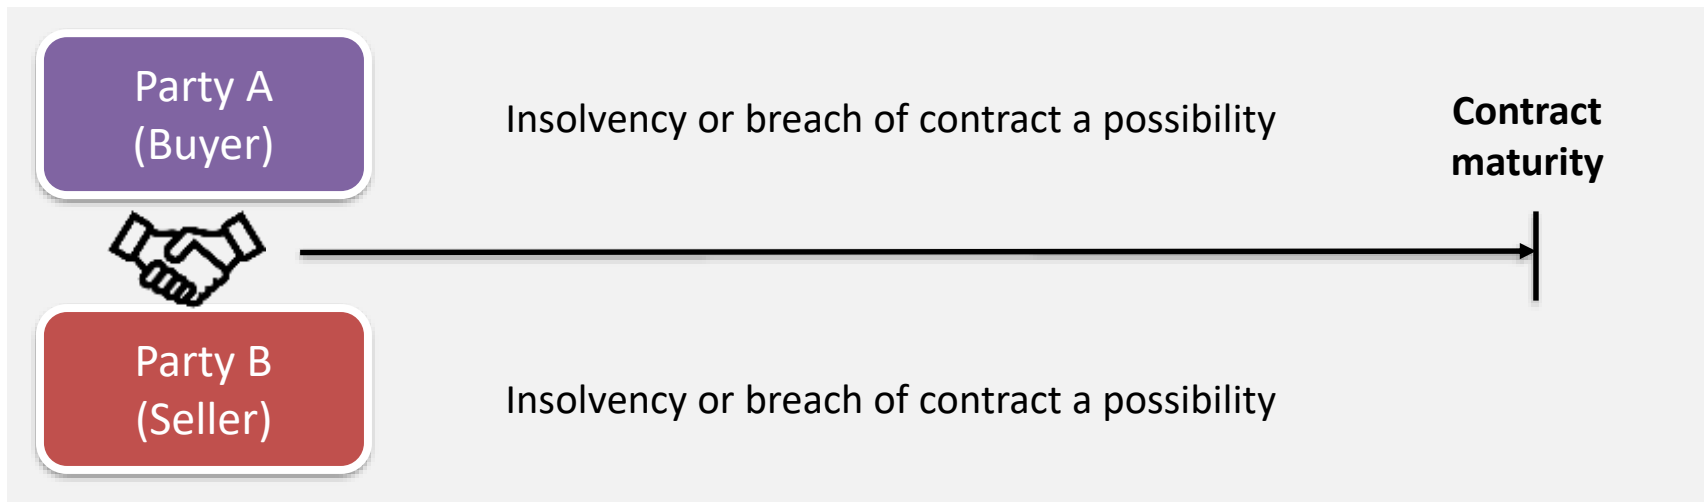 Party A
(Buyer)
Insolvency or breach of contract a possibility
Contract
maturity
Party B
(Seller)
Insolvency or breach of contract a possibility